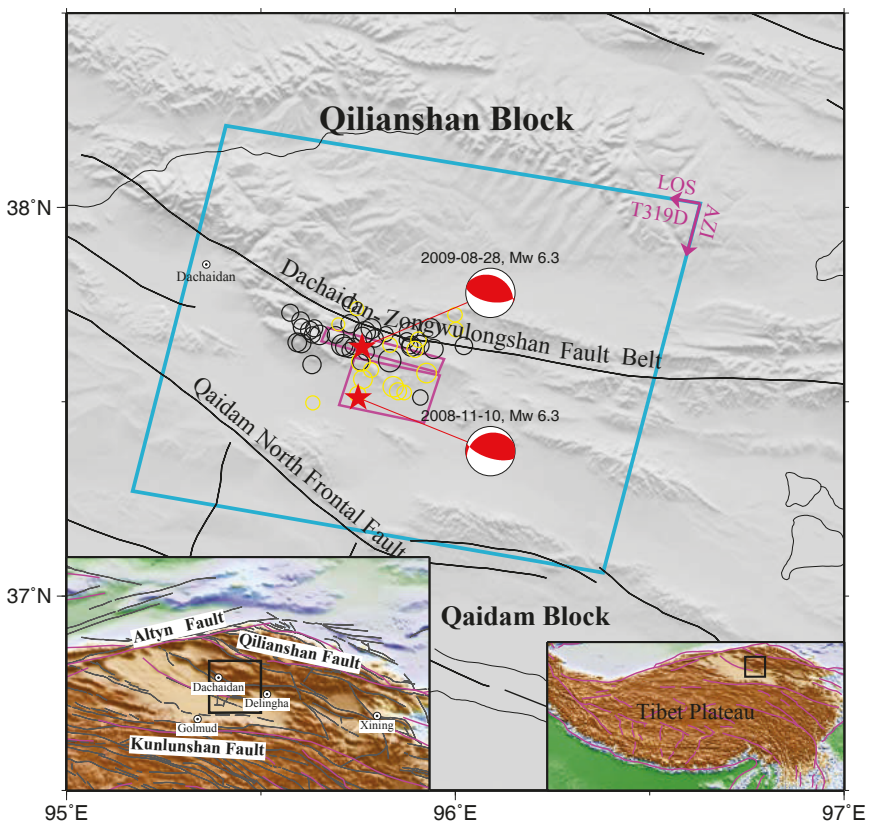 Qilianshan Block
38°N
LOS
T319D
AZI
Dachaidan
2009-08-28, Mw 6.3
Dachaidan-Zongwulongshan Fault Belt
Qaidam North Frontal Fault
2008-11-10, Mw 6.3
37°N
Qaidam Block
Altyn Fault
Qilianshan Fault
Dachaidan
Delingha
Golmud
Xining
Kunlunshan Fault
Tibet Plateau
95°E
96°E
97°E